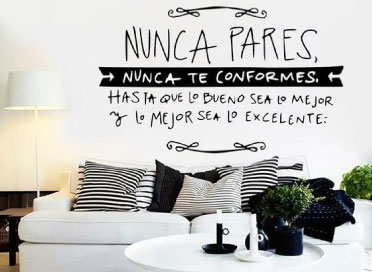 NUNCA PARES,
NUNCA TE CONFORMES.
HASTA QUE LO BUENO SEA LO MEJOR
Y LO MEJOR SEA LO EXCELENTE.